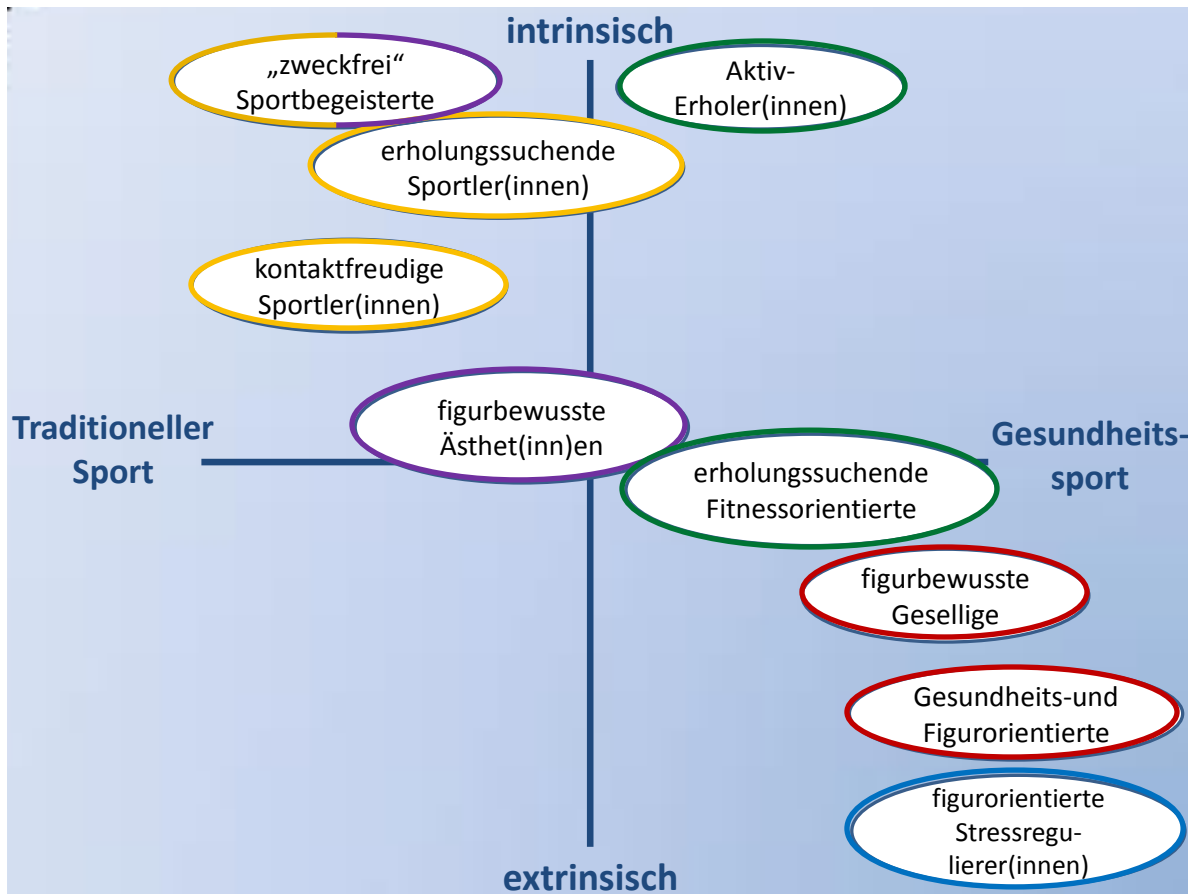 intrinsisch
„zweckfrei“
Sportbegeisterte
Aktiv-
Erholer(innen)
erholungssuchende
Sportler(innen)
kontaktfreudige
Sportler(innen)
Traditioneller
Sport
figurbewusste
Ästhet(inn)en
Gesundheits-
sport
erholungssuchende
Fitnessorientierte
figurbewusste
Gesellige
Gesundheits-und
Figurorientierte
figurorientierte
Stressregu-
lierer(innen)
extrinsisch